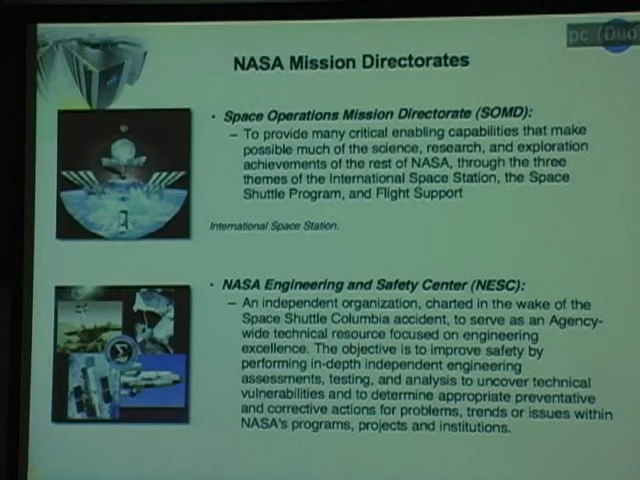 pc (Dua
NASA Mission Directorates
• Space Operations Mission Directorate (SOMD):
– To provide many critical enabling capabilities that make
possible much of the science, research, and exploration
achievements of the rest of NASA, through the three
themes of the International Space Station, the Space
Shuttle Program, and Flight Support
International Space Station.
• NASA Engineering and Safety Center (NESC):
– An independent organization, charted in the wake of the
Space Shuttle Columbia accident, to serve as an Agency-
wide technical resource focused on engineering
excellence. The objective is to improve safety by
performing in-depth independent engineering
assessments, testing, and analysis to uncover technical
vulnerabilities and to determine appropriate preventative
and corrective actions for problems, trends or issues within
NASA's programs, projects and institutions.